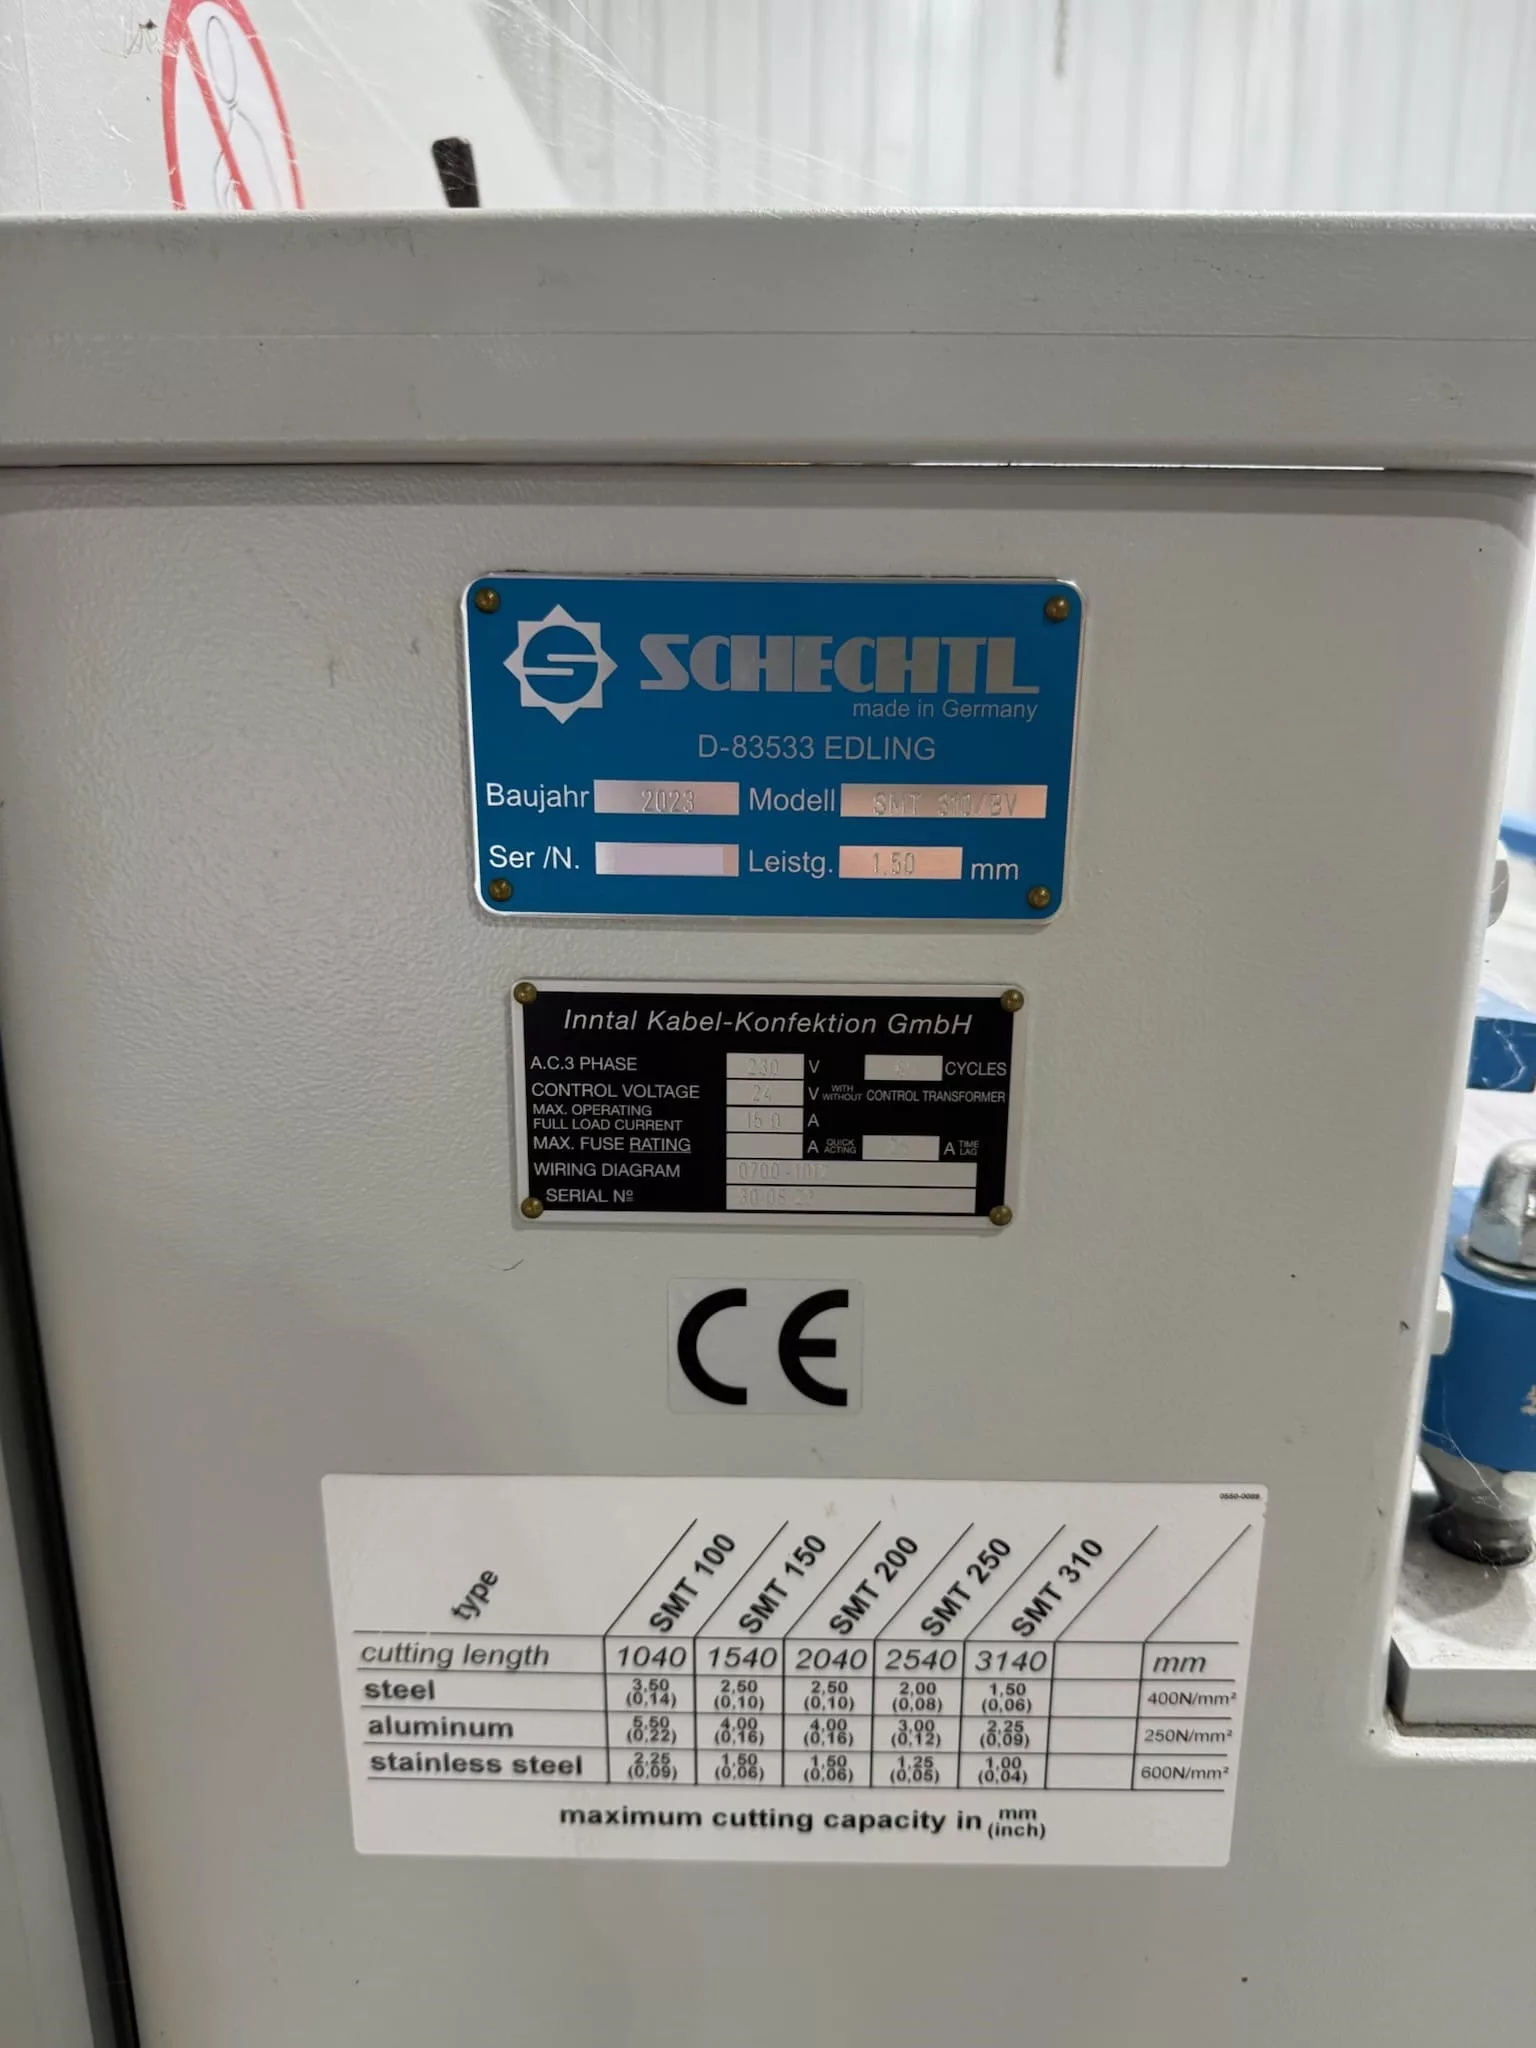 SCHECHTL
made in Germany
D-83533 EDLING
Baujahr 2023 Modell SMT 310/BV
Ser /N. Leistg. 1,50 mm
Inntal Kabel-Konfektion GmbH
A.C.3 PHASE 230 V CYCLES
CONTROL VOLTAGE 24 V WITH WITHOUT CONTROL TRANSFORMER
MAX. OPERATING
FULL LOAD CURRENT 15.0 A
MAX. FUSE RATING A QUICK ACTING A TIME LAG
WIRING DIAGRAM
SERIAL Nº
CE
0550-0088
type SMT 100 SMT 150 SMT 200 SMT 250 SMT 310
cutting length 1040 1540 2040 2540 3140 mm
steel 3,50 (0,14) 2,50 (0,10) 2,50 (0,10) 2,00 (0,08) 1,50 (0,06) 400N/mm²
aluminum 5,50 (0,22) 4,00 (0,16) 4,00 (0,16) 3,00 (0,12) 2,25 (0,09) 250N/mm²
stainless steel 2,25 (0,09) 1,50 (0,06) 1,50 (0,06) 1,25 (0,05) 1,00 (0,04) 600N/mm²
maximum cutting capacity in mm (inch)